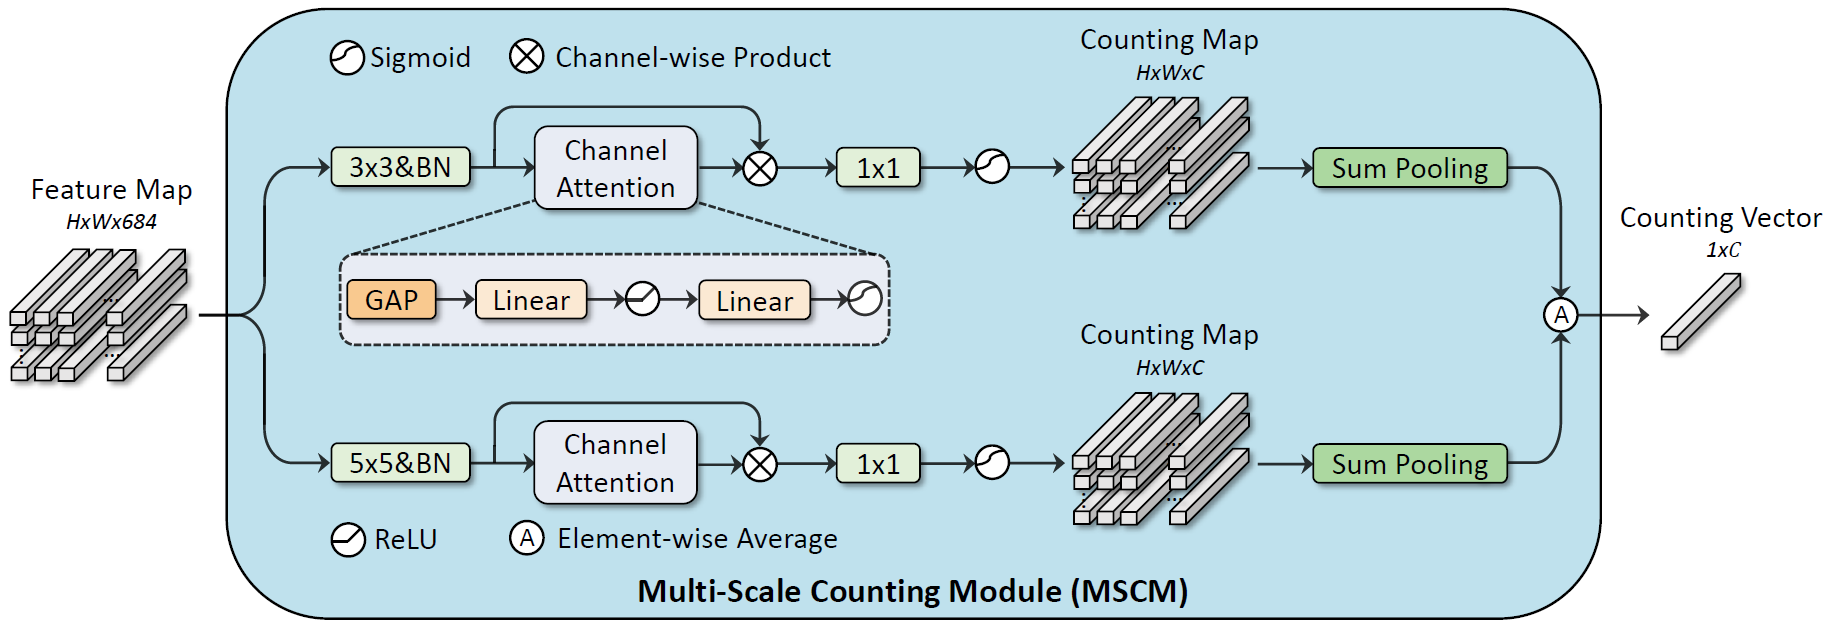 Sigmoid
Channel-wise Product
Counting Map
HxWxC
3x3&BN
Channel
Attention
1x1
Sum Pooling
Feature Map
HxWx684
Counting Vector
1xC
GAP
Linear
Linear
A
Counting Map
HxWxC
5x5&BN
Channel
Attention
1x1
Sum Pooling
ReLU
A
Element-wise Average
Multi-Scale Counting Module (MSCM)